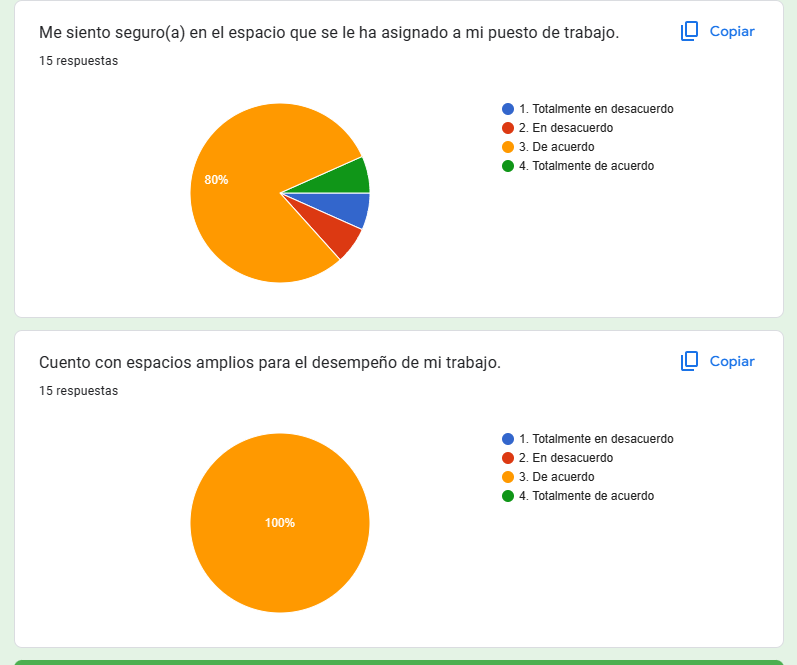 Me siento seguro(a) en el espacio que se le ha asignado a mi puesto de trabajo.
Copiar
15 respuestas
1. Totalmente en desacuerdo
2. En desacuerdo
3. De acuerdo
4. Totalmente de acuerdo
80%
Cuento con espacios amplios para el desempeño de mi trabajo.
Copiar
15 respuestas
1. Totalmente en desacuerdo
2. En desacuerdo
3. De acuerdo
4. Totalmente de acuerdo
100%